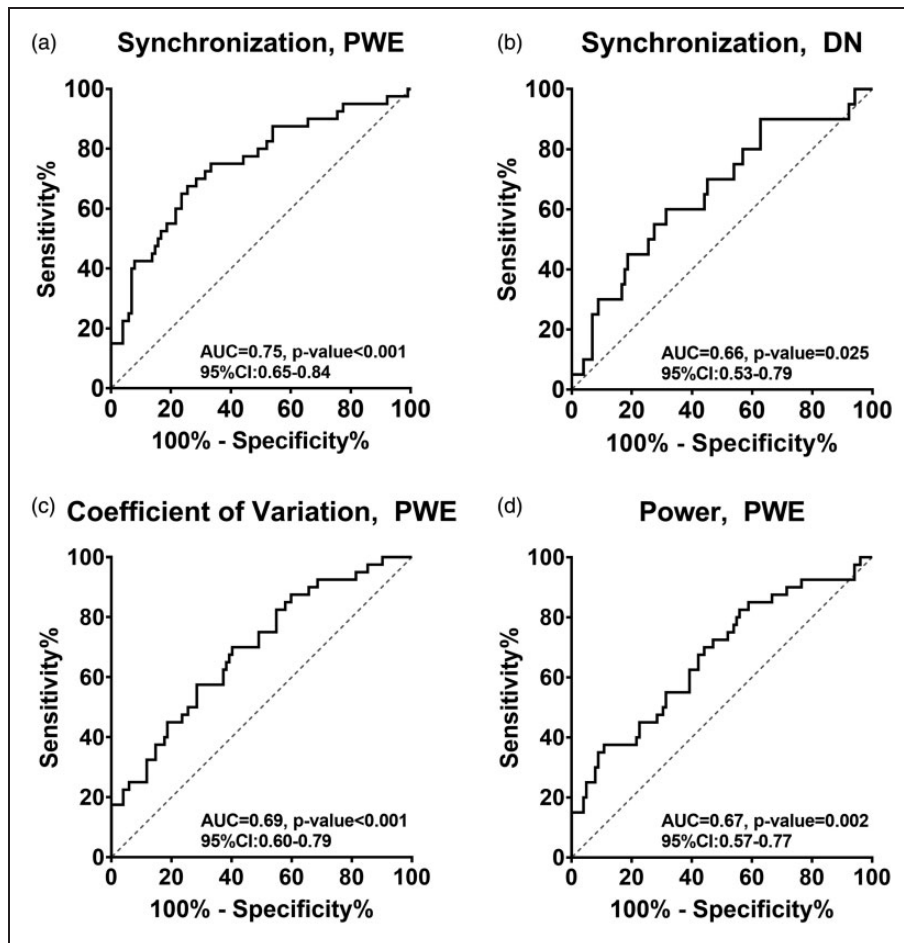 (a) Synchronization, PWE
100
80
60
40
20
0
Sensitivity%
AUC=0.75, p-value<0.001
95%CI:0.65-0.84
0 20 40 60 80 100
100% - Specificity%
(b) Synchronization, DN
100
80
60
40
20
0
Sensitivity%
AUC=0.66, p-value=0.025
95%CI:0.53-0.79
0 20 40 60 80 100
100% - Specificity%
(c) Coefficient of Variation, PWE
100
80
60
40
20
0
Sensitivity%
AUC=0.69, p-value<0.001
95%CI:0.60-0.79
0 20 40 60 80 100
100% - Specificity%
(d) Power, PWE
100
80
60
40
20
0
Sensitivity%
AUC=0.67, p-value=0.002
95%CI:0.57-0.77
0 20 40 60 80 100
100% - Specificity%